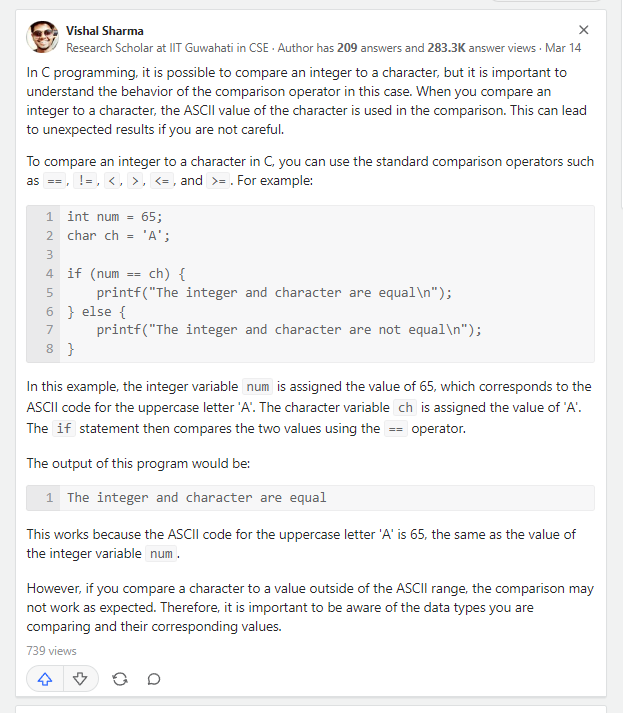 Vishal Sharma
Research Scholar at IIT Guwahati in CSE · Author has 209 answers and 283.3K answer views · Mar 14
In C programming, it is possible to compare an integer to a character, but it is important to
understand the behavior of the comparison operator in this case. When you compare an
integer to a character, the ASCII value of the character is used in the comparison. This can lead
to unexpected results if you are not careful.
To compare an integer to a character in C, you can use the standard comparison operators such
as == , != , < , > , <= , and >= . For example:
1 int num = 65;
2 char ch = 'A';
3
4 if (num == ch) {
5     printf("The integer and character are equal\n");
6 } else {
7     printf("The integer and character are not equal\n");
8 }
In this example, the integer variable num is assigned the value of 65, which corresponds to the
ASCII code for the uppercase letter 'A'. The character variable ch is assigned the value of 'A'.
The if statement then compares the two values using the == operator.
The output of this program would be:
1 The integer and character are equal
This works because the ASCII code for the uppercase letter 'A' is 65, the same as the value of
the integer variable num .
However, if you compare a character to a value outside of the ASCII range, the comparison may
not work as expected. Therefore, it is important to be aware of the data types you are
comparing and their corresponding values.
739 views